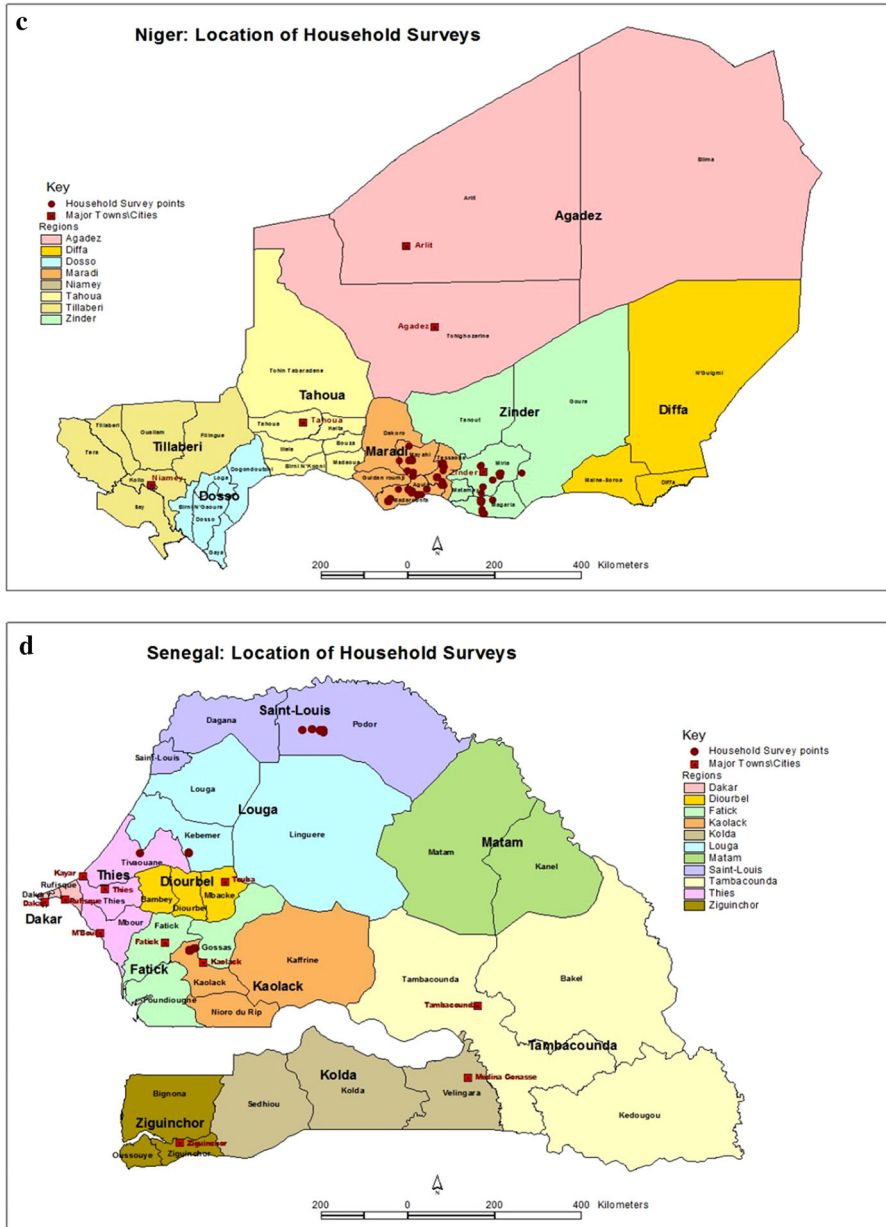 c
Niger: Location of Household Surveys
Key
Household Survey points
Major Towns\Cities
Regions
Agadez
Diffa
Dosso
Maradi
Niamey
Tahoua
Tillaberi
Zinder
Bilma
Arlit
Agadez
Arlit
Agadez
Tchighozerine
N'Guigmi
Tchin Tabaradene
Tahoua
Zinder
Goure
Tanout
Diffa
Tillaberi
Ouallam
Filingue
Tahoua
Tahoua
Keita
Dakoro
Tillaberi
Tera
Bouza
Illela
Maradi
Mayahi
Tessaoua
Miria
Madaoua
Birni N'Konni
Dogondoutchi
Loga
Zinder
Kollo
Niamey
Guidan roump
Maine-Soroa
Dosso
Matamey
Aguie
Diffa
Say
Birni N'Gaoure
Madarounfa
Magaria
Dosso
Gaya
N
200 0 200 400 Kilometers
d
Senegal: Location of Household Surveys
Key
Household Survey points
Major Towns\Cities
Regions
Dakar
Diourbel
Fatick
Kaolack
Kolda
Louga
Matam
Saint-Louis
Tambacounda
Thies
Ziguinchor
Saint-Louis
Dagana
Podor
Saint-Louis
Louga
Louga
Kebemer
Linguere
Matam
Matam
Kanel
Tivaouane
Kayar
Thies
Diourbel
Touba
Rufisque
Thies
Mbacke
Dakar
Dakar
Rufisque
Thies
Bambey
Diourbel
Dakar
Mbour
Fatick
M'Bour
Fatick
Gossas
Kaffrine
Kaolack
Fatick
Kaolack
Kaolack
Foundioughe
Nioro du Rip
Tambacounda
Bakel
Tambacounda
Tambacounda
Kolda
Medina Gonasse
Bignona
Sedhiou
Kolda
Velingara
Kedougou
Ziguinchor
Ziguinchor
Oussouye
Ziguinchor
N
200 0 200 400
Kilometers